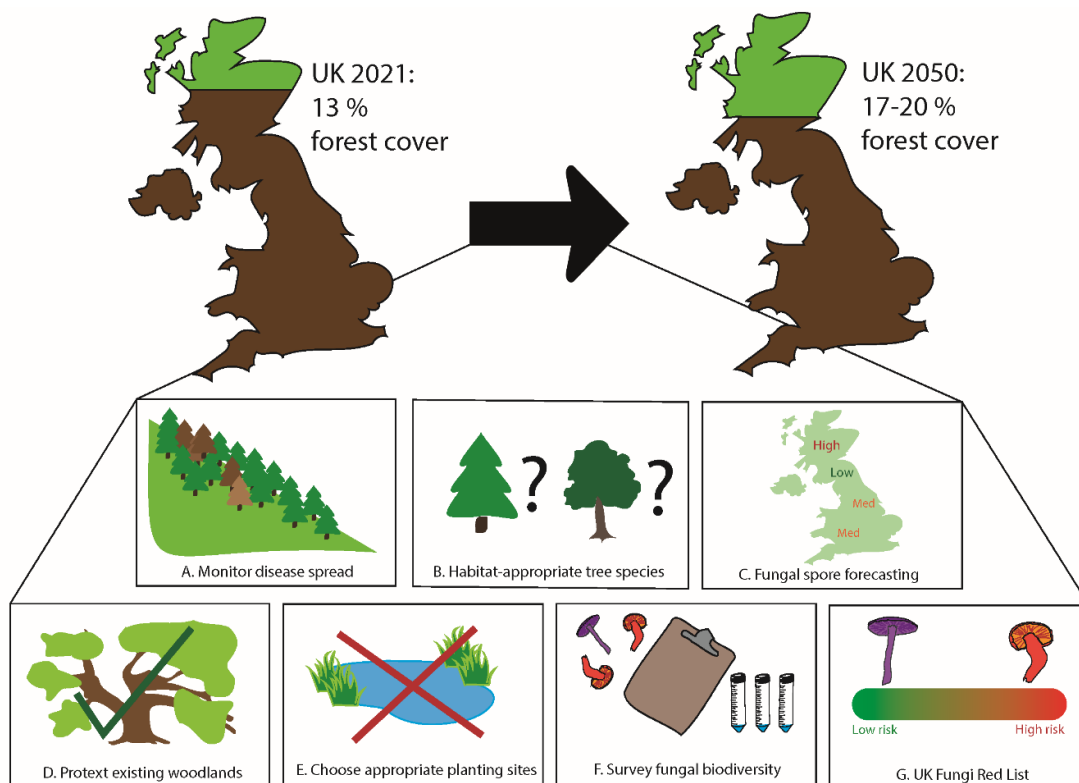 UK 2021:
13 %
forest cover
UK 2050:
17-20 %
forest cover
?
?
High
Low
Med
Med
A. Monitor disease spread
B. Habitat-appropriate tree species
C. Fungal spore forecasting
Low risk
High risk
D. Protext existing woodlands
E. Choose appropriate planting sites
F. Survey fungal biodiversity
G. UK Fungi Red List